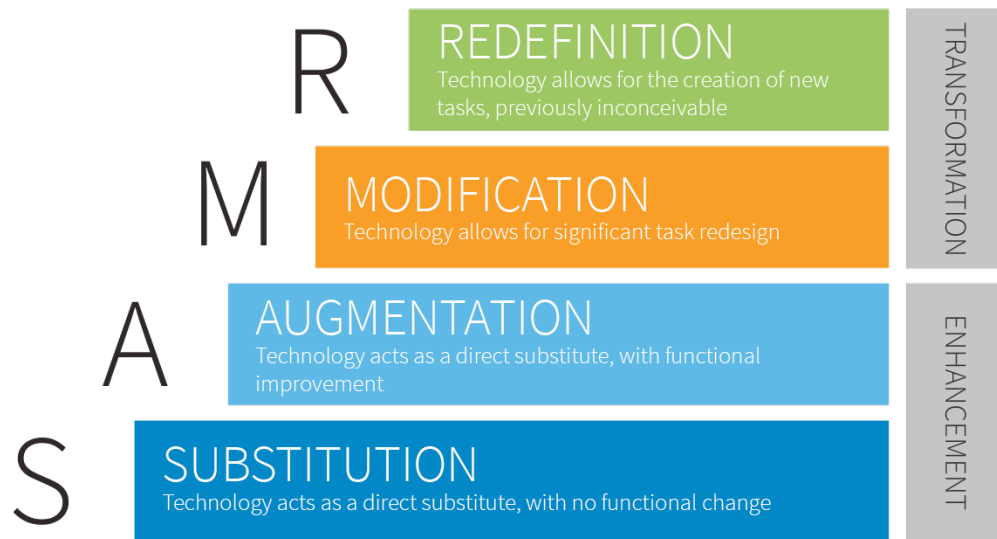 R
REDEFINITION
Technology allows for the creation of new
tasks, previously inconceivable
M
MODIFICATION
Technology allows for significant task redesign
TRANSFORMATION
A
AUGMENTATION
Technology acts as a direct substitute, with functional
improvement
S
SUBSTITUTION
Technology acts as a direct substitute, with no functional change
ENHANCEMENT